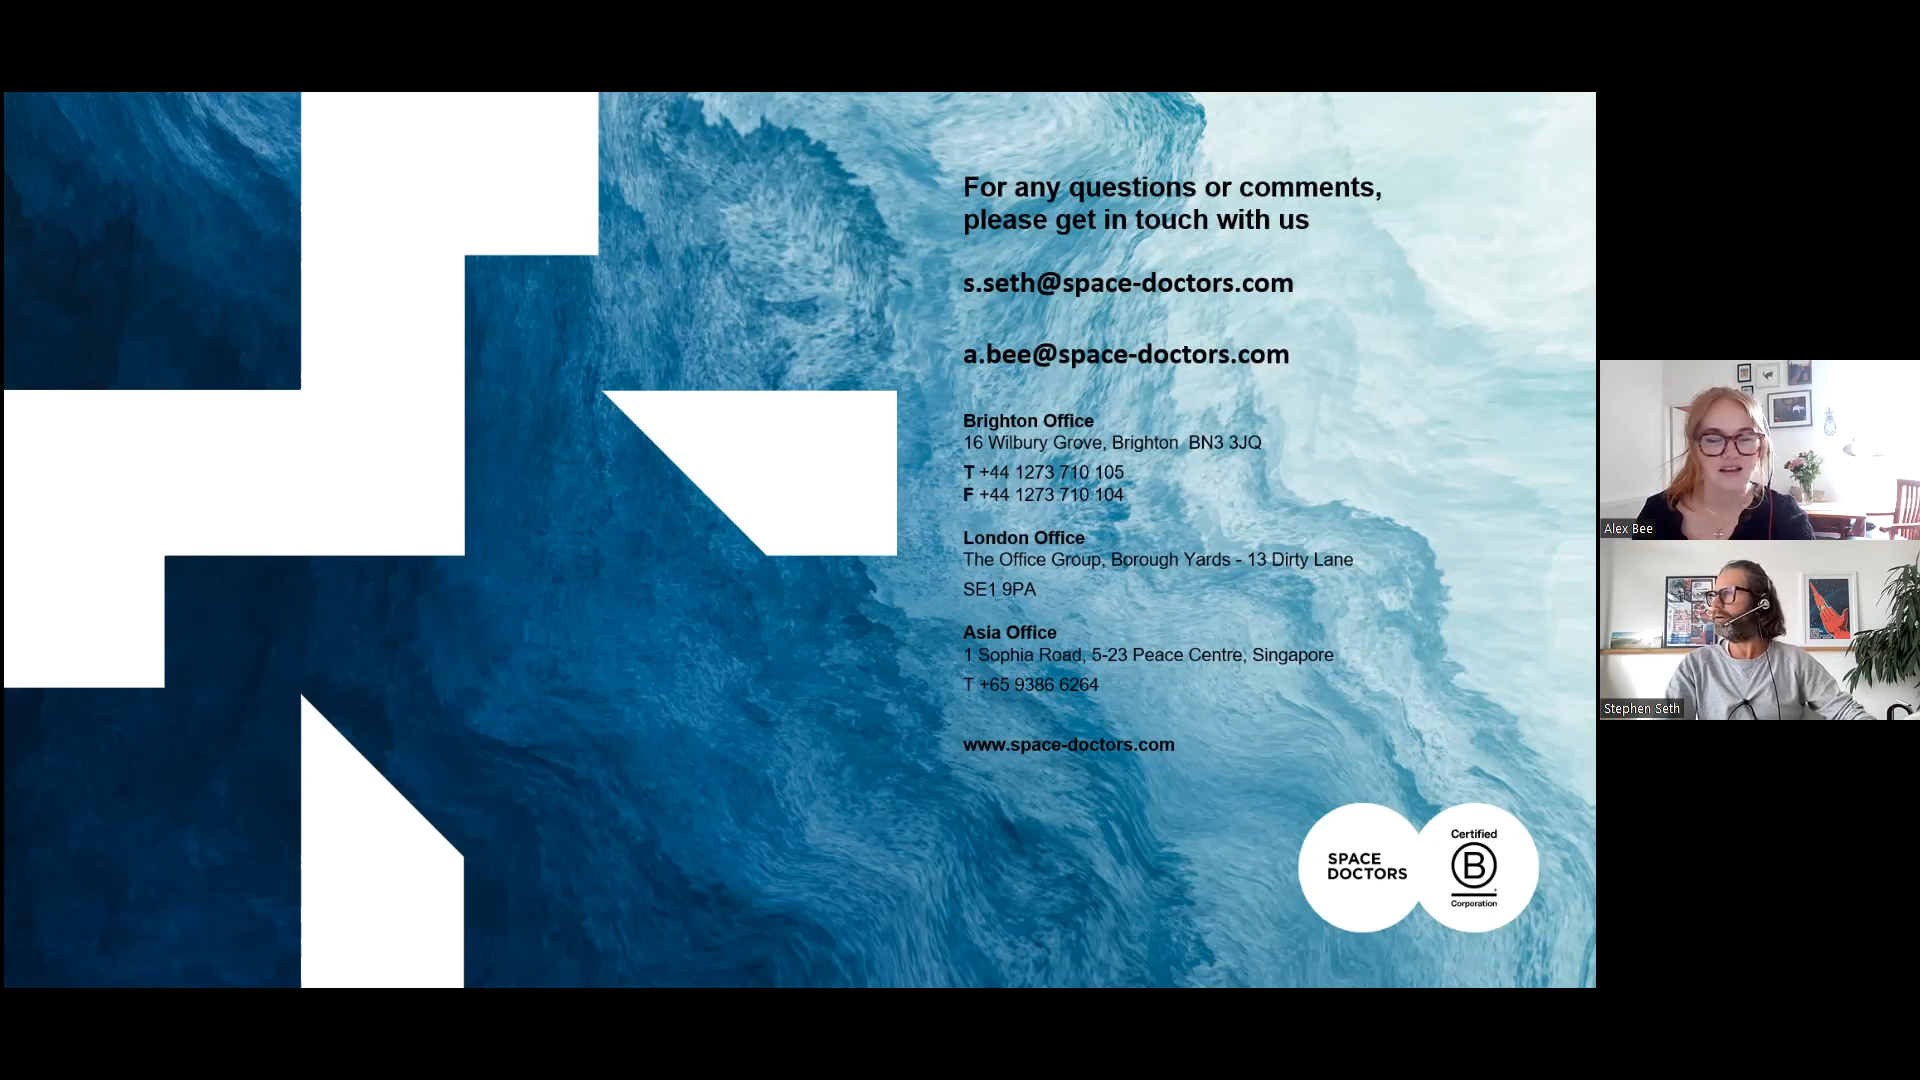 For any questions or comments,
please get in touch with us
s.seth@space-doctors.com
a.bee@space-doctors.com
Brighton Office
16 Wilbury Grove, Brighton  BN3 3JQ
T +44 1273 710 105
F +44 1273 710 104
London Office
The Office Group, Borough Yards - 13 Dirty Lane
SE1 9PA
Asia Office
1 Sophia Road, 5-23 Peace Centre, Singapore
T +65 9386 6264
www.space-doctors.com
SPACE
DOCTORS
Certified
B
Corporation
Alex Bee
Stephen Seth